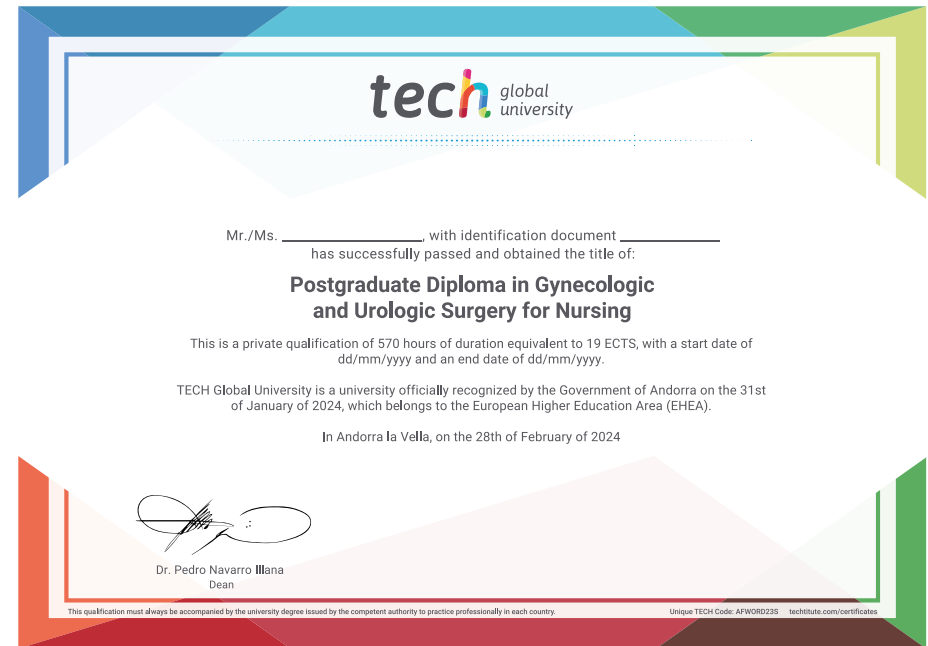 tech global
university
Mr./Ms. ____________________, with identification document ______________
has successfully passed and obtained the title of:
Postgraduate Diploma in Gynecologic
and Urologic Surgery for Nursing
This is a private qualification of 570 hours of duration equivalent to 19 ECTS, with a start date of
dd/mm/yyyy and an end date of dd/mm/yyyy.
TECH Global University is a university officially recognized by the Government of Andorra on the 31st
of January of 2024, which belongs to the European Higher Education Area (EHEA).
In Andorra la Vella, on the 28th of February of 2024
Dr. Pedro Navarro Illana
Dean
This qualification must always be accompanied by the university degree issued by the competent authority to practice professionally in each country.
Unique TECH Code: AFWORD23S techtitute.com/certificates